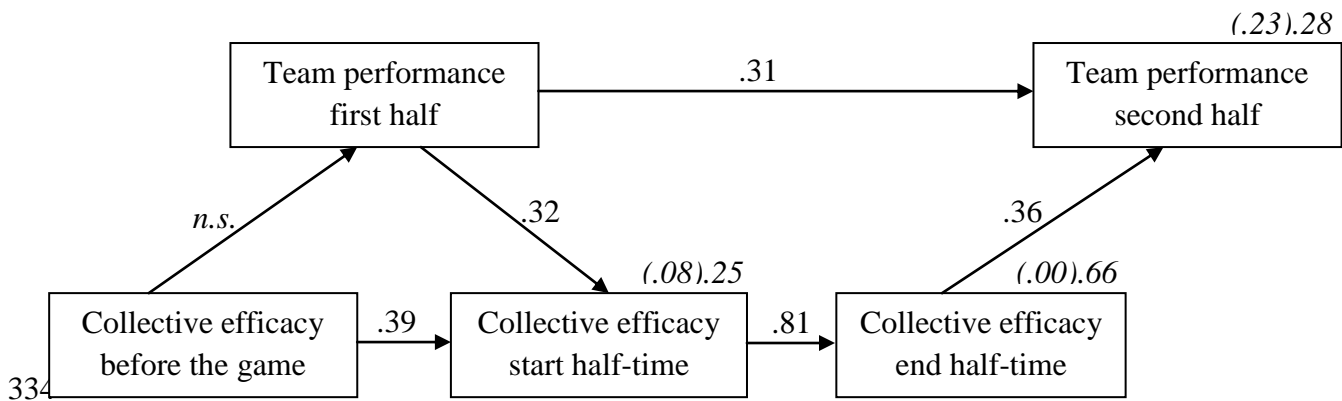 (.23).28
Team performance
first half
.31
Team performance
second half
n.s.
.32
.36
(.08).25
(.00).66
Collective efficacy
before the game
.39
Collective efficacy
start half-time
.81
Collective efficacy
end half-time
334